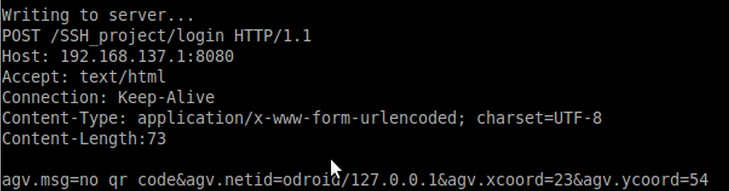 Writing to server...
POST /SSH_project/login HTTP/1.1
Host: 192.168.137.1:8080
Accept: text/html
Connection: Keep-Alive
Content-Type: application/x-www-form-urlencoded; charset=UTF-8
Content-Length:73
agv.msg=no qr code&agv.netid=odroid/127.0.0.1&agv.xcoord=23&agv.ycoord=54